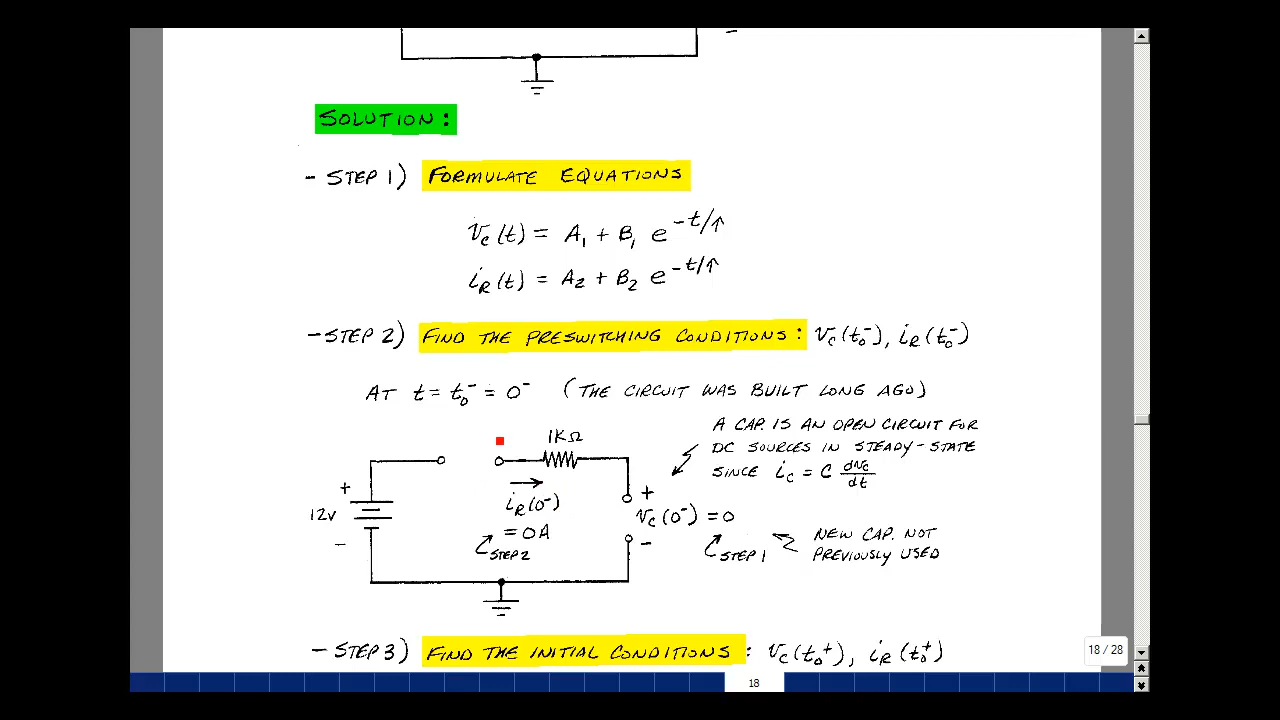 SOLUTION:
- STEP 1) FORMULATE EQUATIONS
Vc(t) = A1 + B1 e^-t/↑
iR(t) = A2 + B2 e^-t/↑
- STEP 2) FIND THE PRESWITCHING CONDITIONS: Vc(t0^-), iR(t0^-)
AT t = t0^- = 0^- (THE CIRCUIT WAS BUILT LONG AGO)
A CAP. IS AN OPEN CIRCUIT FOR
DC SOURCES IN STEADY-STATE
SINCE ic = C dvc/dt
1KΩ
+
12V
-
iR(0^-)
= 0A
STEP 2
+
Vc(0^-) = 0
-
STEP 1
NEW CAP. NOT
PREVIOUSLY USED
- STEP 3) FIND THE INITIAL CONDITIONS: Vc(t0^+), iR(t0^+)
18 / 28
18